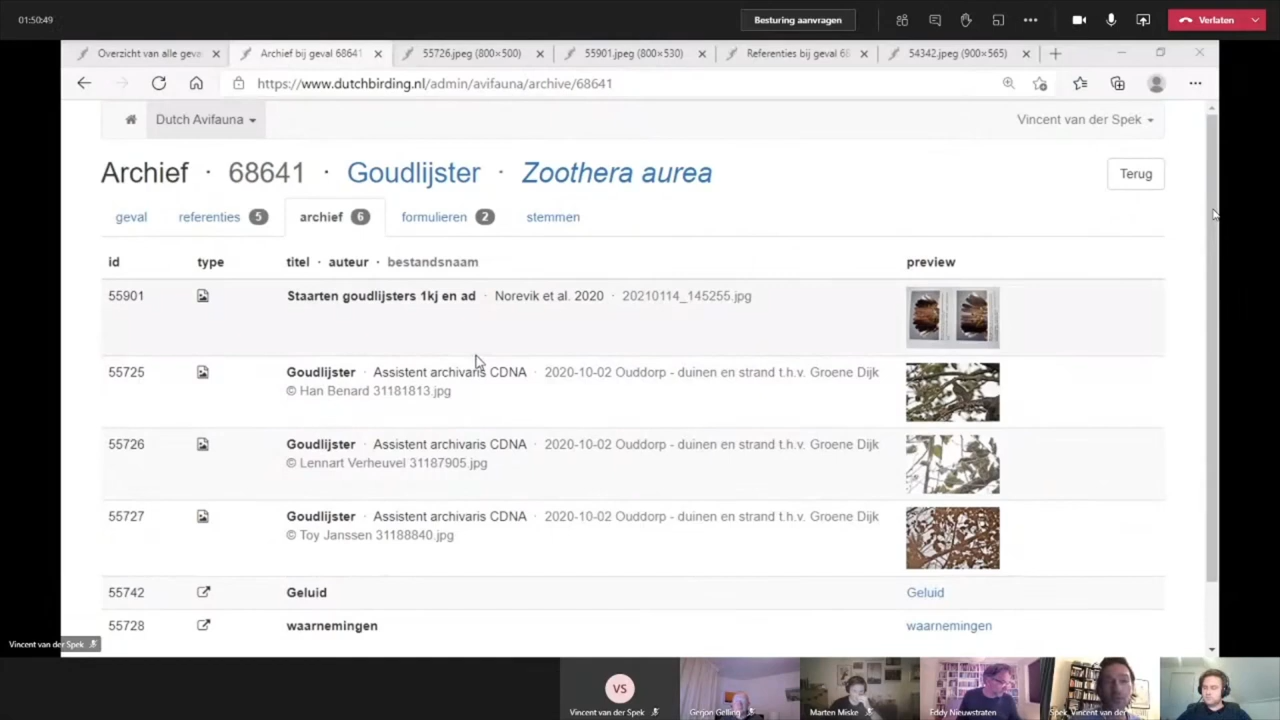 01:50:49
Besturing aanvragen
Verlaten
Overzicht van alle geva
Archief bij geval 68641
55726.jpeg (800×500)
55901.jpeg (800×530)
Referenties bij geval 68
54342.jpeg (900×565)
https://www.dutchbirding.nl/admin/avifauna/archive/68641
Dutch Avifauna
Vincent van der Spek
Archief · 68641 · Goudlijster · Zoothera aurea
Terug
geval referenties 5 archief 6 formulieren 2 stemmen
id type titel · auteur · bestandsnaam preview
55901 Staarten goudlijsters 1kj en ad · Norevik et al. 2020 · 20210114_145255.jpg
55725 Goudlijster · Assistent archivaris CDNA · 2020-10-02 Ouddorp - duinen en strand t.h.v. Groene Dijk
© Han Benard 31181813.jpg
55726 Goudlijster · Assistent archivaris CDNA · 2020-10-02 Ouddorp - duinen en strand t.h.v. Groene Dijk
© Lennart Verheuvel 31187905.jpg
55727 Goudlijster · Assistent archivaris CDNA · 2020-10-02 Ouddorp - duinen en strand t.h.v. Groene Dijk
© Toy Janssen 31188840.jpg
55742 Geluid Geluid
55728 waarnemingen waarnemingen
Vincent van der Spek
VS
Vincent van der Spek
Gerjon Gelling
Marten Miske
Eddy Nieuwstraten
Spek, Vincent van der